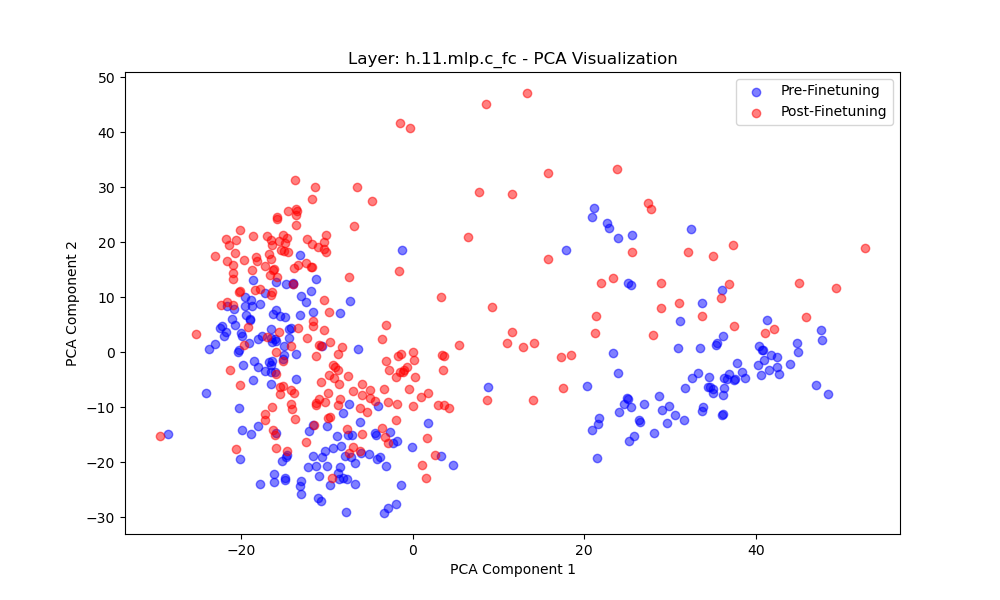 Layer: h.11.mlp.c_fc - PCA Visualization
Pre-Finetuning
Post-Finetuning
50
40
30
20
10
0
−10
−20
−30
PCA Component 2
−20
0
20
40
PCA Component 1